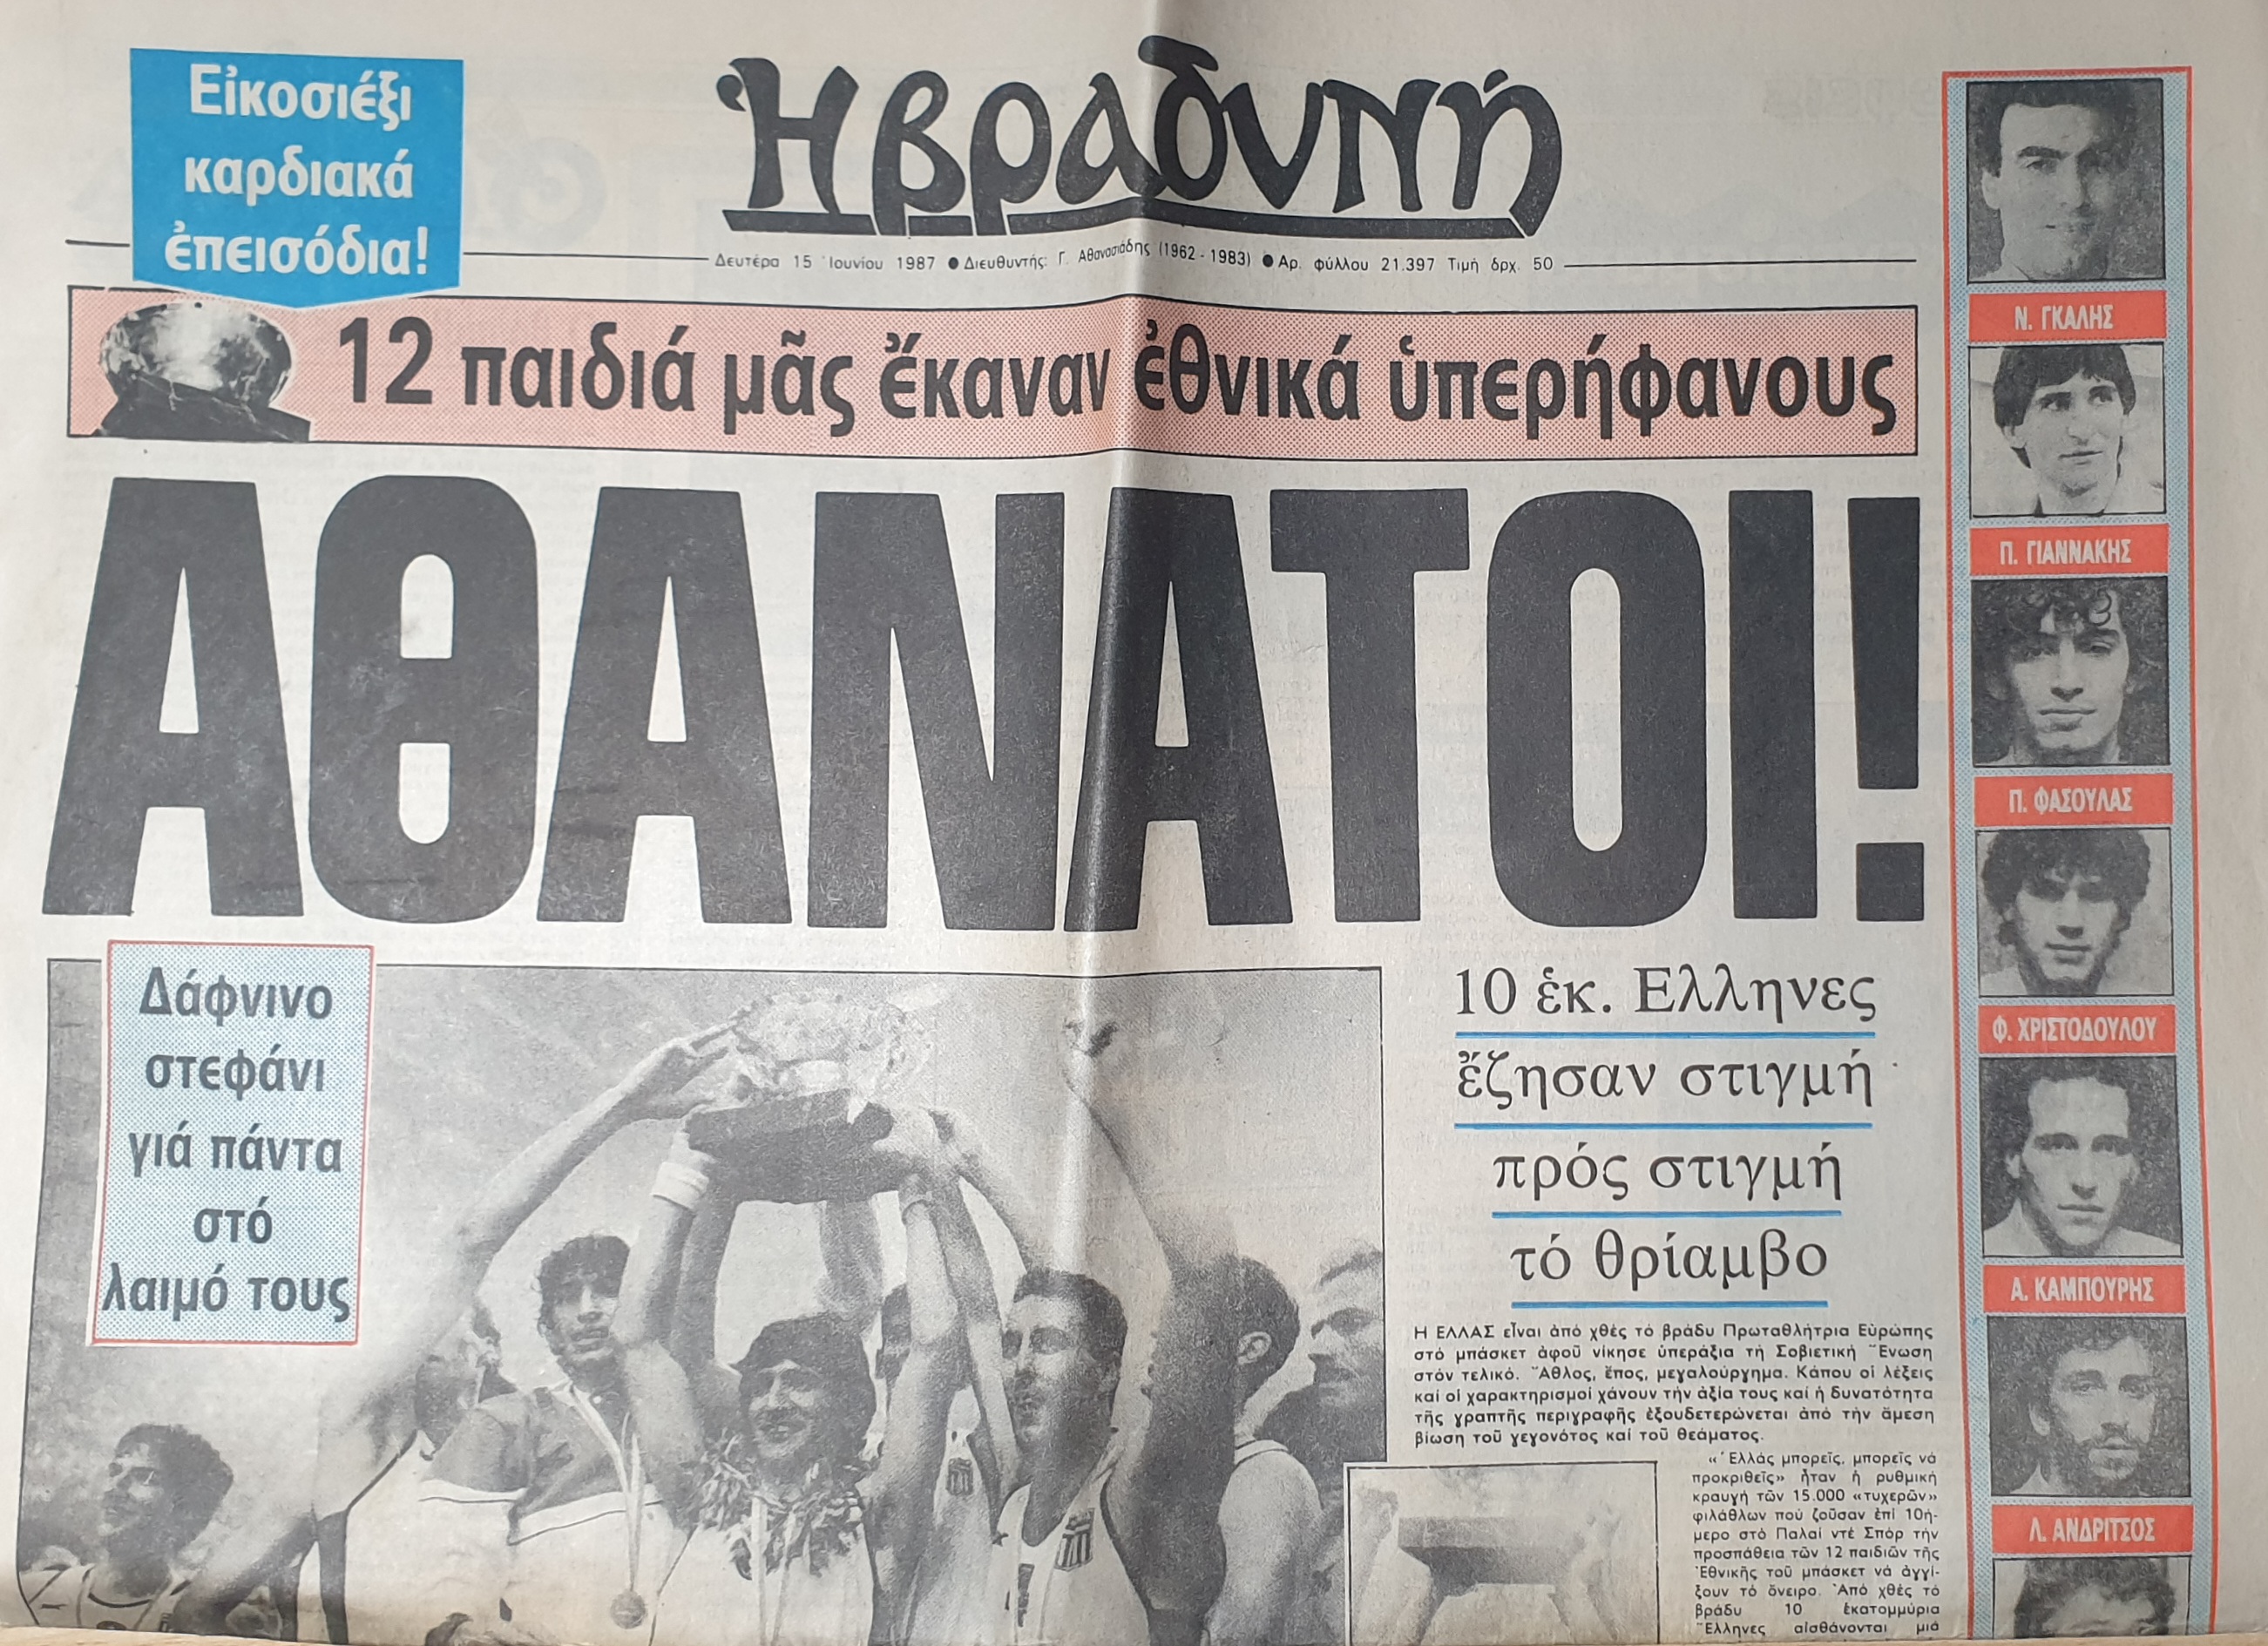 Εἰκοσιέξι
καρδιακά
ἐπεισόδια!
Ἡ βραδυνή
Δευτέρα 15 Ἰουνίου 1987 ● Διευθυντής: Γ. Αθανασιάδης (1962 - 1983) ● Αρ. φύλλου 21.397 Τιμή δρχ. 50
12 παιδιά μᾶς ἔκαναν ἐθνικά ὑπερήφανους
ΑΘΑΝΑΤΟΙ!
Δάφνινο
στεφάνι
γιά πάντα
στό
λαιμό τους
10 ἑκ. Ελληνες
ἔζησαν στιγμή
πρός στιγμή
τό θρίαμβο
Η ΕΛΛΑΣ εἶναι ἀπό χθές τό βράδυ Πρωταθλήτρια Εὐρώπης
στό μπάσκετ ἀφοῦ νίκησε ὑπεράξια τή Σοβιετική Ἕνωση
στόν τελικό. Ἆθλος, ἔπος, μεγαλούργημα. Κάπου οἱ λέξεις
καί οἱ χαρακτηρισμοί χάνουν τήν ἀξία τους καί ἡ δυνατότητα
τῆς γραπτῆς περιγραφῆς ἐξουδετερώνεται ἀπό τήν ἄμεση
βίωση τοῦ γεγονότος καί τοῦ θεάματος.
«Ἑλλάς μπορεῖς, μπορεῖς νά
προκριθεῖς» ἦταν ἡ ρυθμική
κραυγή τῶν 15.000 «τυχερῶν»
φιλάθλων πού ζοῦσαν ἐπί 10ή-
μερο στό Παλαί ντέ Σπόρ τήν
προσπάθεια τῶν 12 παιδιῶν τῆς
Ἐθνικῆς τοῦ μπάσκετ νά ἀγγί-
ξουν τό ὄνειρο. Ἀπό χθές τό
βράδυ 10 ἑκατομμύρια
Ἕλληνες αἰσθάνονται μιά
Ν. ΓΚΑΛΗΣ
Π. ΓΙΑΝΝΑΚΗΣ
Π. ΦΑΣΟΥΛΑΣ
Φ. ΧΡΙΣΤΟΔΟΥΛΟΥ
Α. ΚΑΜΠΟΥΡΗΣ
Λ. ΑΝΔΡΙΤΣΟΣ